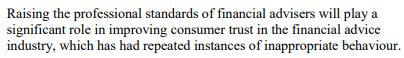 Raising the professional standards of financial advisers will play a
significant role in improving consumer trust in the financial advice
industry, which has had repeated instances of inappropriate behaviour.